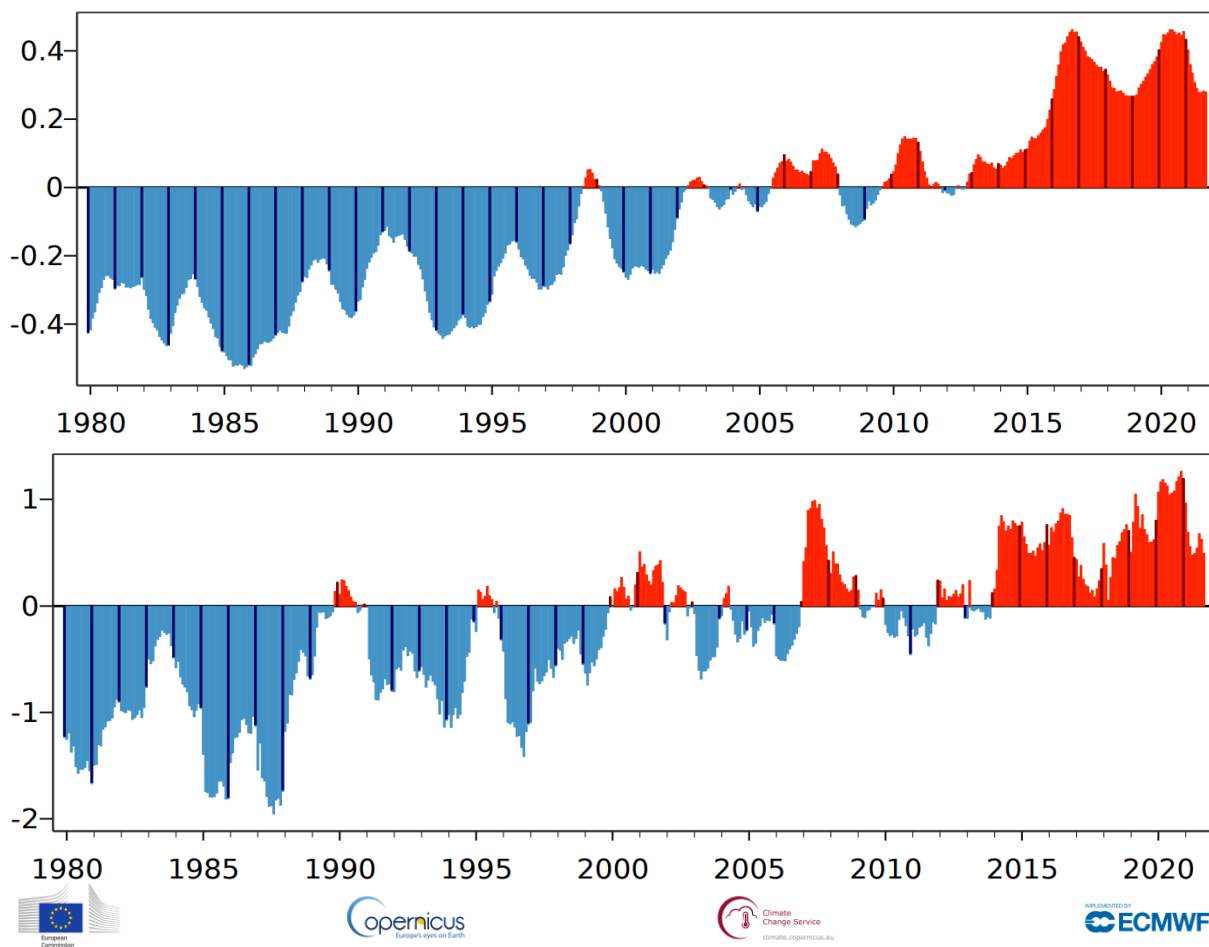 0.4
0.2
0
-0.2
-0.4
1980 1985 1990 1995 2000 2005 2010 2015 2020
1
0
-1
-2
1980 1985 1990 1995 2000 2005 2010 2015 2020
European
Commission
opernicus
Europe's eyes on Earth
Climate
Change Service
climate.copernicus.eu
IMPLEMENTED BY
ECMWF